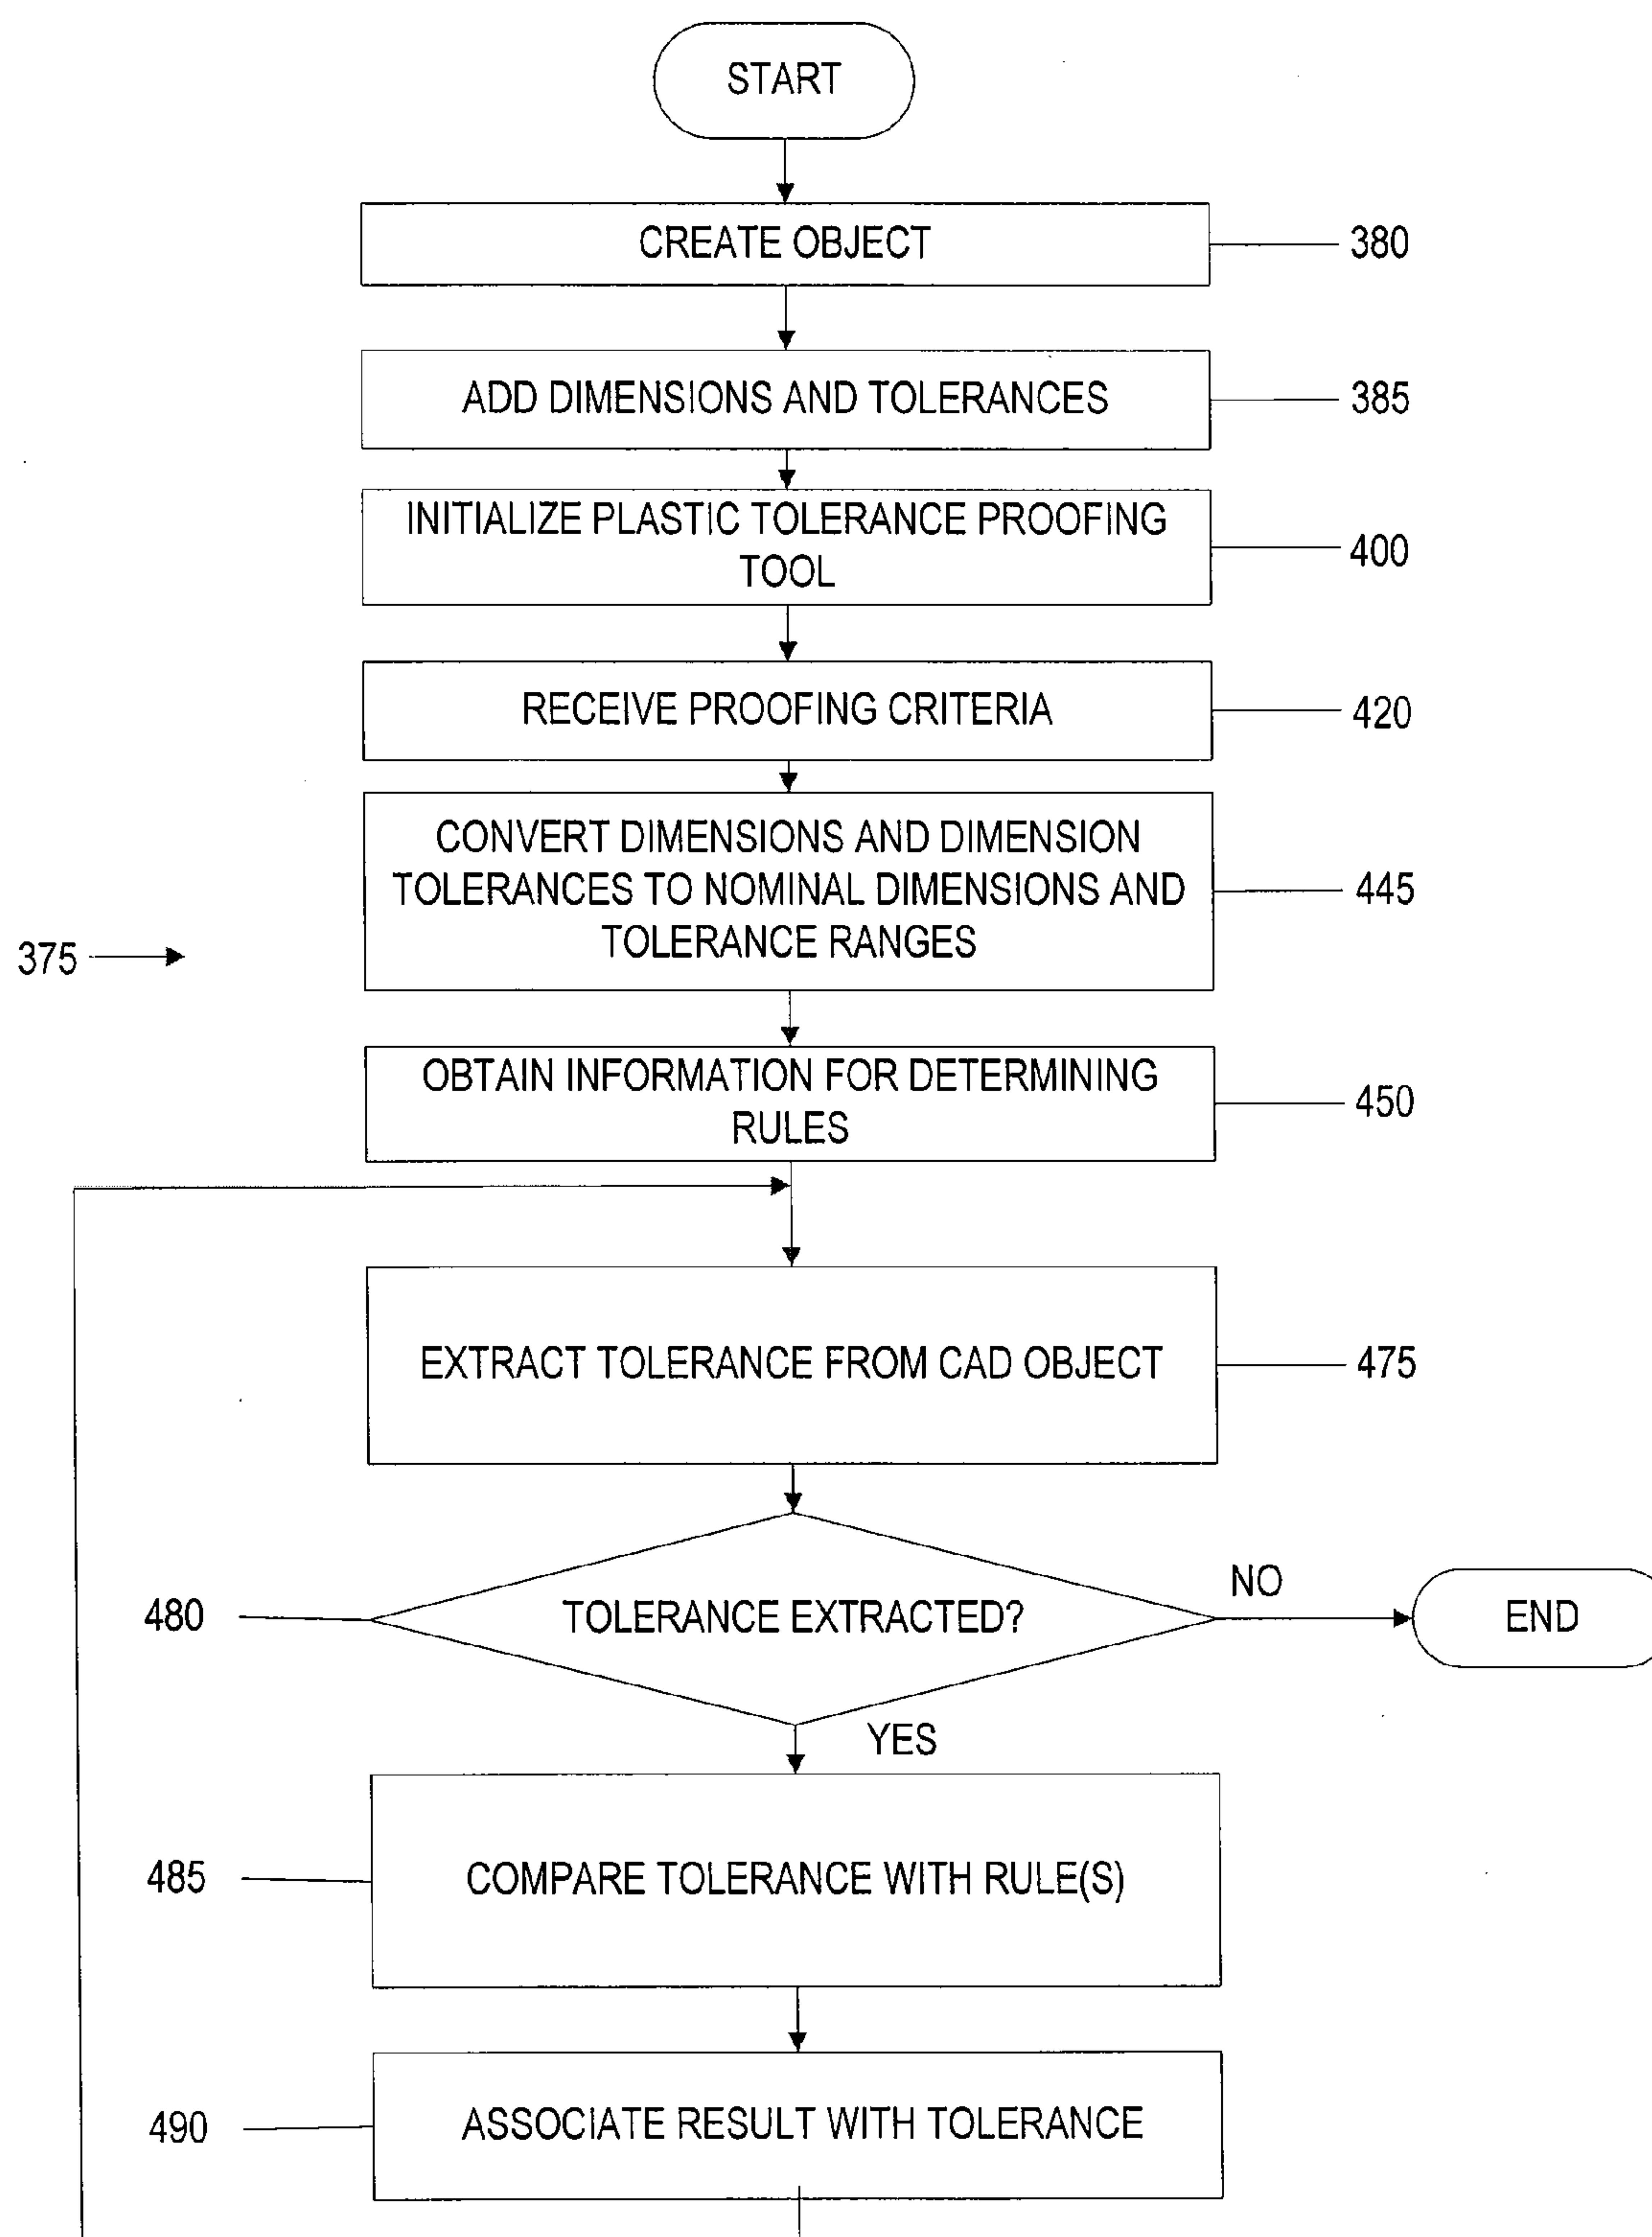 START
CREATE OBJECT
380
ADD DIMENSIONS AND TOLERANCES
385
INITIALIZE PLASTIC TOLERANCE PROOFING
TOOL
400
RECEIVE PROOFING CRITERIA
420
CONVERT DIMENSIONS AND DIMENSION
TOLERANCES TO NOMINAL DIMENSIONS AND
TOLERANCE RANGES
445
375
OBTAIN INFORMATION FOR DETERMINING
RULES
450
EXTRACT TOLERANCE FROM CAD OBJECT
475
480
TOLERANCE EXTRACTED?
NO
END
YES
485
COMPARE TOLERANCE WITH RULE(S)
490
ASSOCIATE RESULT WITH TOLERANCE